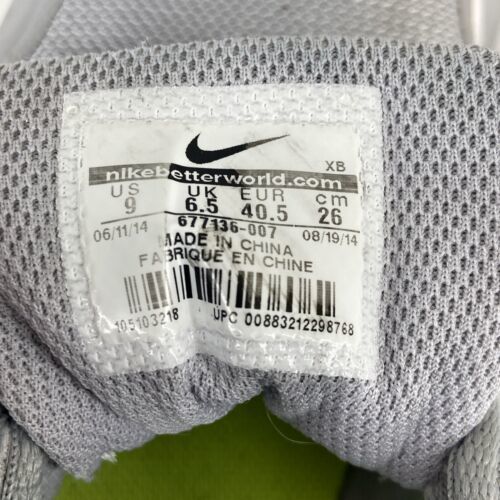 XB
nikebetterworld.com
US UK EUR cm
9 6.5 40.5 26
06/11/14 677136-007 08/19/14
MADE IN CHINA
FABRIQUE EN CHINE
105103218 UPC 00883212298768